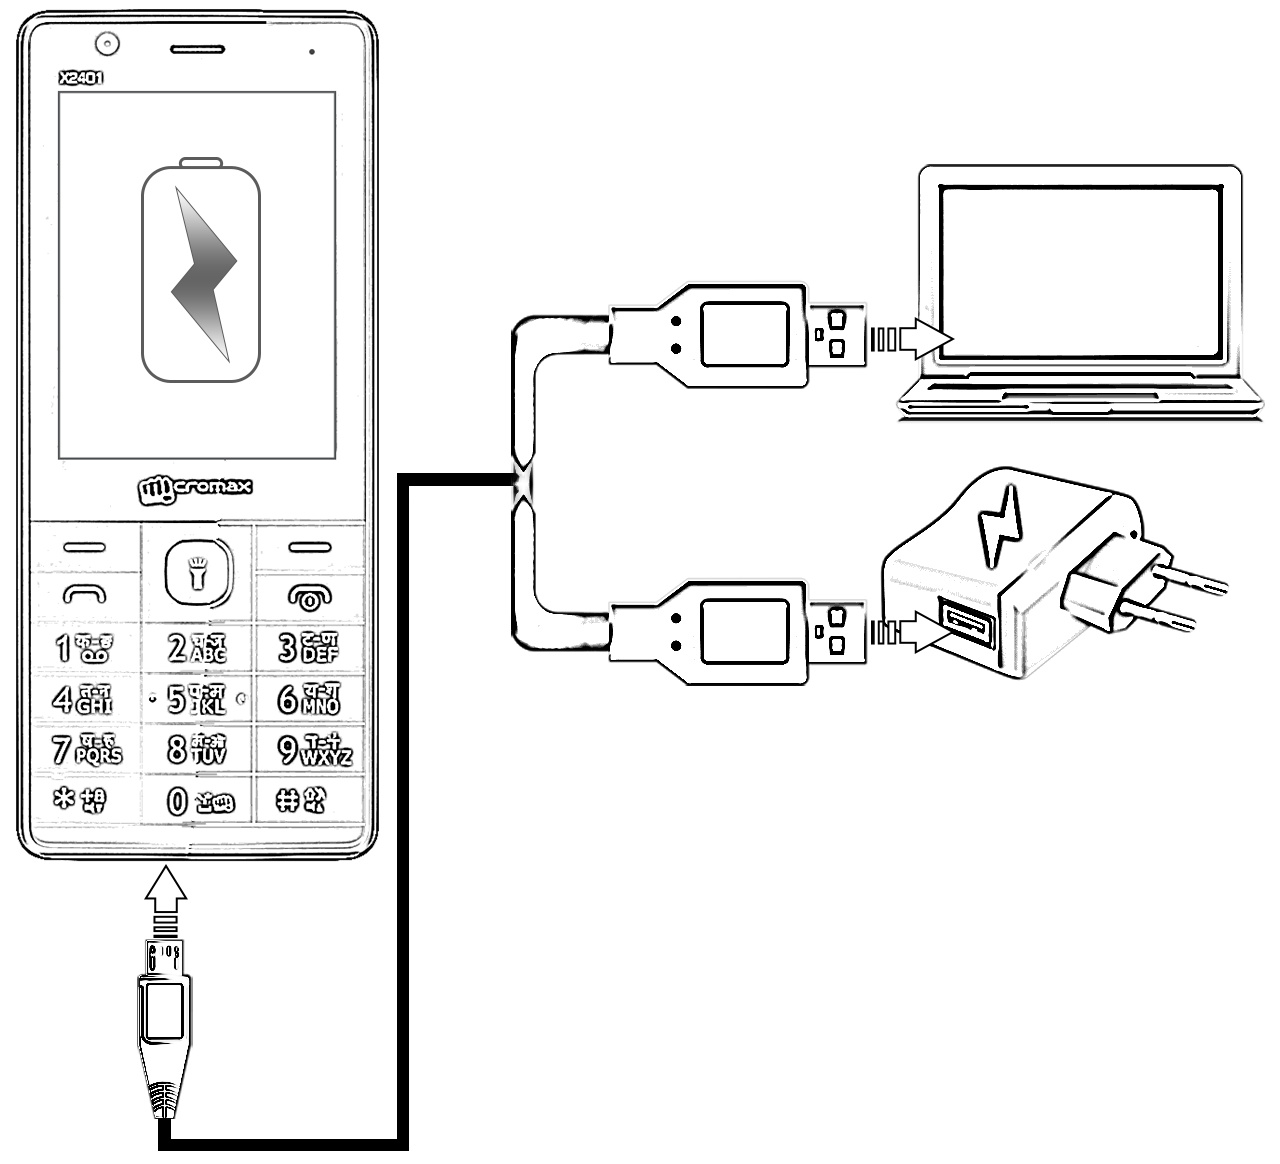 X2401
micromax
1 क-ङ
2 च-ञ ABC
3 ट-ण DEF
4 त-न GHI
5 प-म JKL
6 य-श MNO
7 PQRS
8 TUV
9 WXYZ
* +
0
#